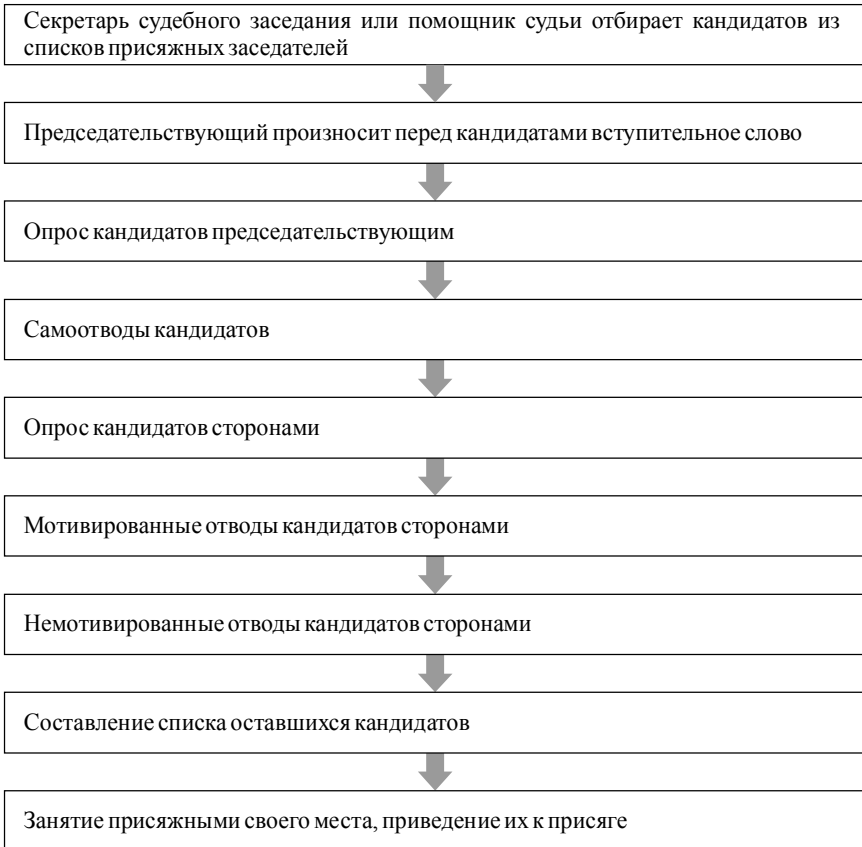 Секретарь судебного заседания или помощник судьи отбирает кандидатов из
списков присяжных заседателей
Председательствующий произносит перед кандидатами вступительное слово
Опрос кандидатов председательствующим
Самоотводы кандидатов
Опрос кандидатов сторонами
Мотивированные отводы кандидатов сторонами
Немотивированные отводы кандидатов сторонами
Составление списка оставшихся кандидатов
Занятие присяжными своего места, приведение их к присяге